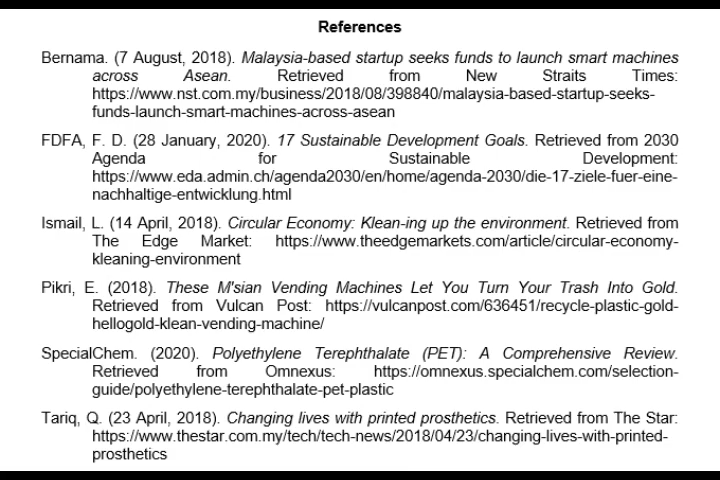 References
Bernama. (7 August, 2018). Malaysia-based startup seeks funds to launch smart machines
across Asean. Retrieved from New Straits Times:
https://www.nst.com.my/business/2018/08/398840/malaysia-based-startup-seeks-
funds-launch-smart-machines-across-asean
FDFA, F. D. (28 January, 2020). 17 Sustainable Development Goals. Retrieved from 2030
Agenda for Sustainable Development:
https://www.eda.admin.ch/agenda2030/en/home/agenda-2030/die-17-ziele-fuer-eine-
nachhaltige-entwicklung.html
Ismail, L. (14 April, 2018). Circular Economy: Klean-ing up the environment. Retrieved from
The Edge Market: https://www.theedgemarkets.com/article/circular-economy-
kleaning-environment
Pikri, E. (2018). These M'sian Vending Machines Let You Turn Your Trash Into Gold.
Retrieved from Vulcan Post: https://vulcanpost.com/636451/recycle-plastic-gold-
hellogold-klean-vending-machine/
SpecialChem. (2020). Polyethylene Terephthalate (PET): A Comprehensive Review.
Retrieved from Omnexus: https://omnexus.specialchem.com/selection-
guide/polyethylene-terephthalate-pet-plastic
Tariq, Q. (23 April, 2018). Changing lives with printed prosthetics. Retrieved from The Star:
https://www.thestar.com.my/tech/tech-news/2018/04/23/changing-lives-with-printed-
prosthetics